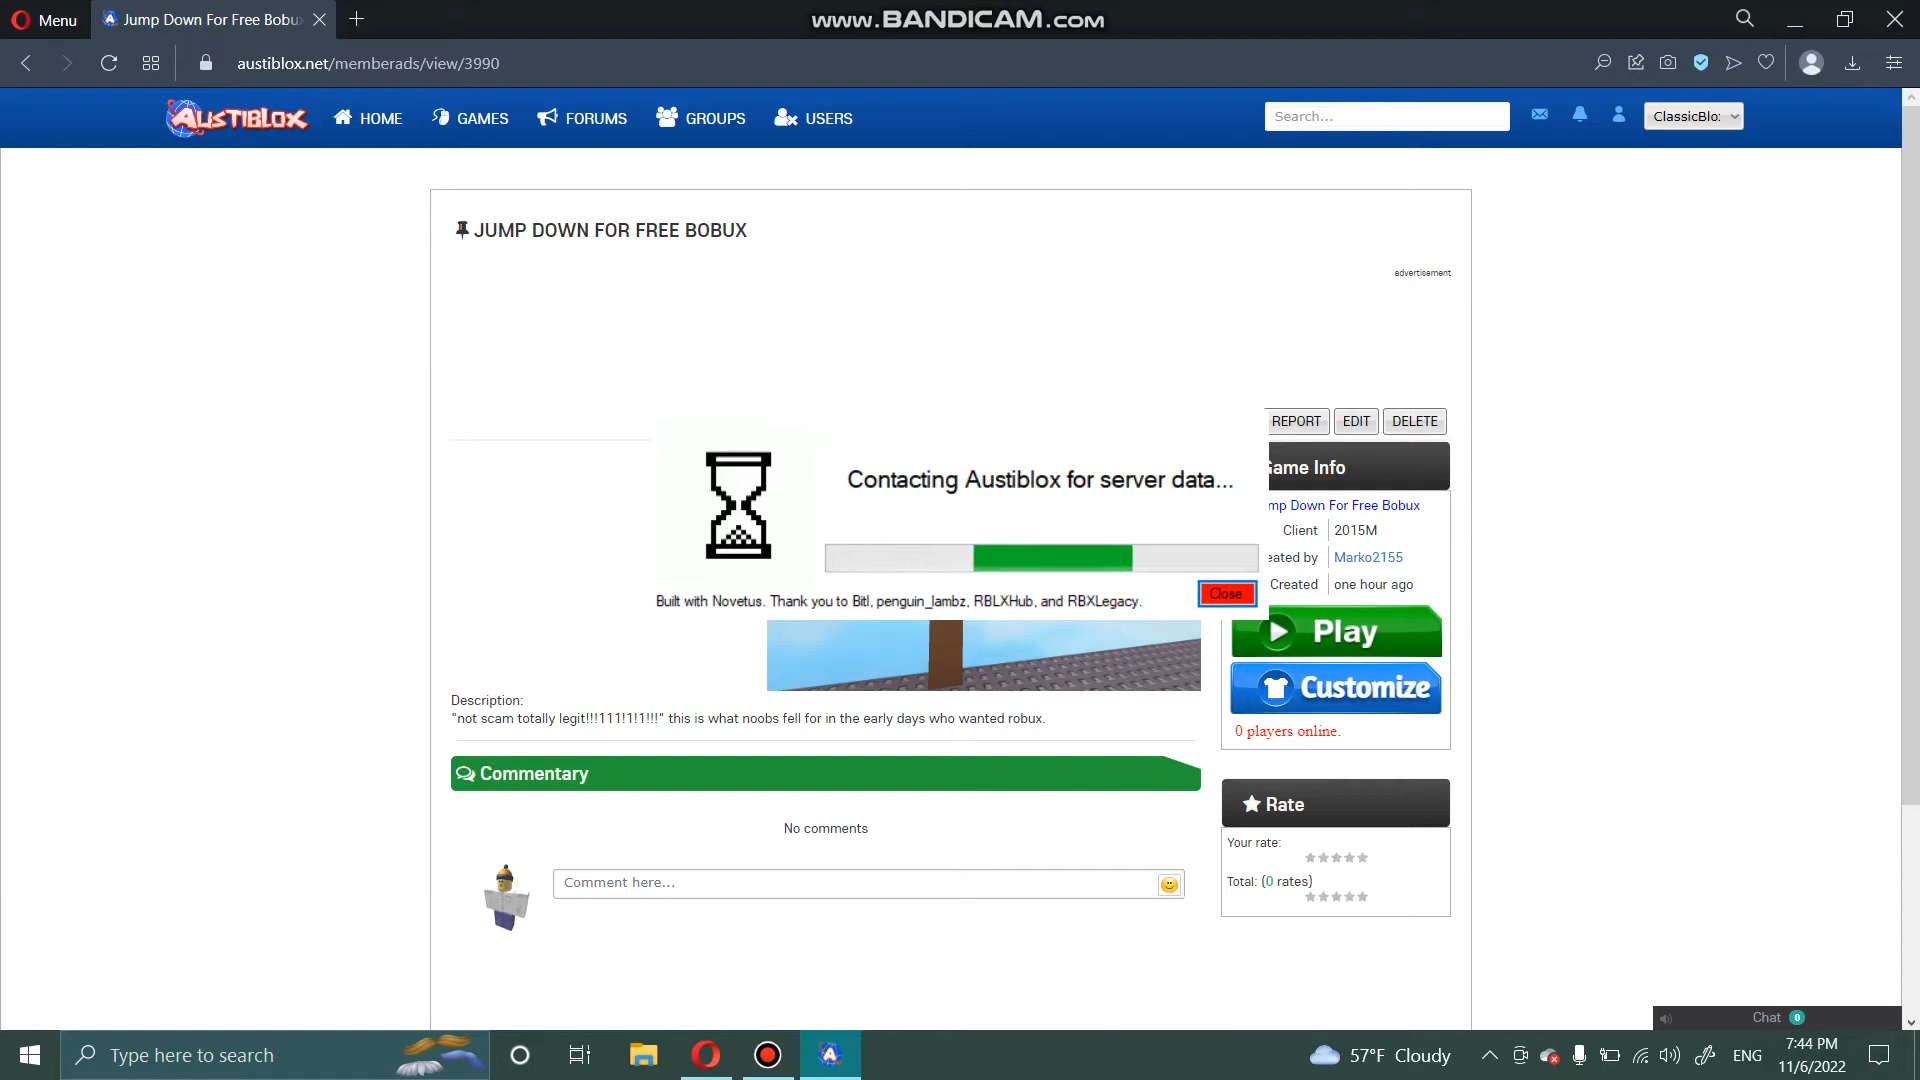 Menu
Jump Down For Free Bobux
www.BANDICAM.com
austiblox.net/memberads/view/3990
AUSTIBLOX
HOME
GAMES
FORUMS
GROUPS
USERS
Search...
ClassicBlo:
JUMP DOWN FOR FREE BOBUX
advertisement
REPORT
EDIT
DELETE
Game Info
Contacting Austiblox for server data...
mp Down For Free Bobux
Client 2015M
eated by Marko2155
Created one hour ago
Built with Novetus. Thank you to Bitl, penguin_lambz, RBLXHub, and RBXLegacy.
Close
Play
Customize
0 players online.
Description:
"not scam totally legit!!!111!1!1!!!" this is what noobs fell for in the early days who wanted robux.
Commentary
No comments
Comment here...
Rate
Your rate:
Total: (0 rates)
Chat 0
Type here to search
57°F Cloudy
ENG
7:44 PM
11/6/2022